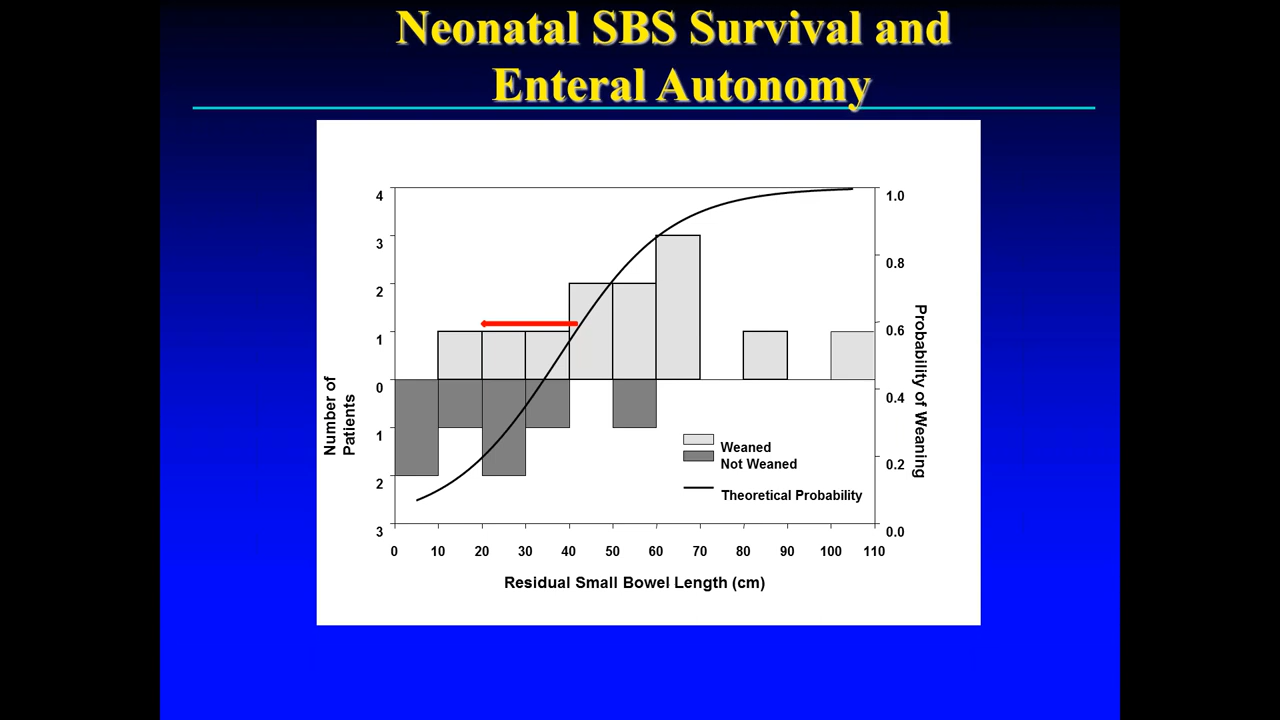 Neonatal SBS Survival and
Enteral Autonomy
4
3
2
1
0
1
2
3
Number of
Patients
1.0
0.8
0.6
0.4
0.2
0.0
Probability of Weaning
Weaned
Not Weaned
Theoretical Probability
0 10 20 30 40 50 60 70 80 90 100 110
Residual Small Bowel Length (cm)